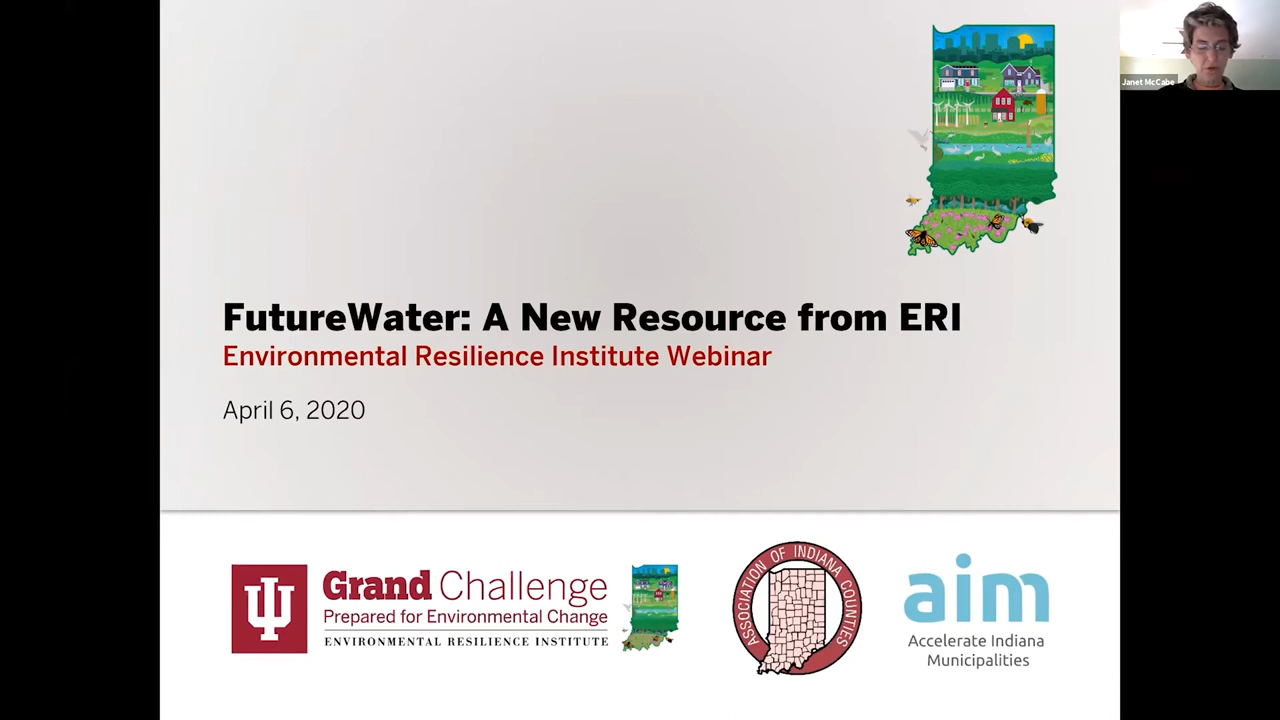 Janet McCabe
FutureWater: A New Resource from ERI
Environmental Resilience Institute Webinar
April 6, 2020
Grand Challenge
Prepared for Environmental Change
ENVIRONMENTAL RESILIENCE INSTITUTE
ASSOCIATION OF INDIANA COUNTIES
aim
Accelerate Indiana
Municipalities